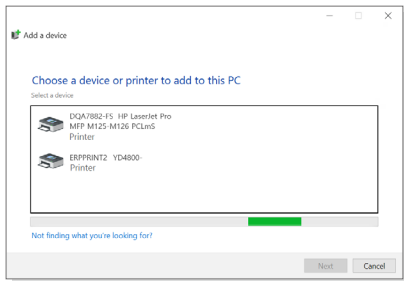 Add a device
Choose a device or printer to add to this PC
Select a device
DQA7882-F5 HP LaserJet Pro
MFP M125-M126 PCLmS
Printer
ERPPRINT2 YD4800-
Printer
Not finding what you're looking for?
Next
Cancel